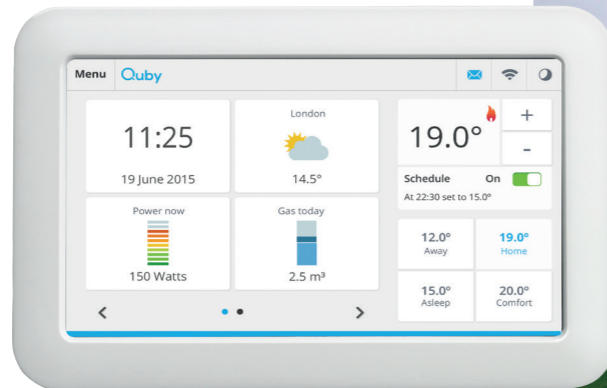 Menu Quby
11:25
19 June 2015
London
14.5°
Power now
150 Watts
Gas today
2.5 m³
19.0°
+
-
Schedule On
At 22:30 set to 15.0°
12.0°
Away
19.0°
Home
15.0°
Asleep
20.0°
Comfort